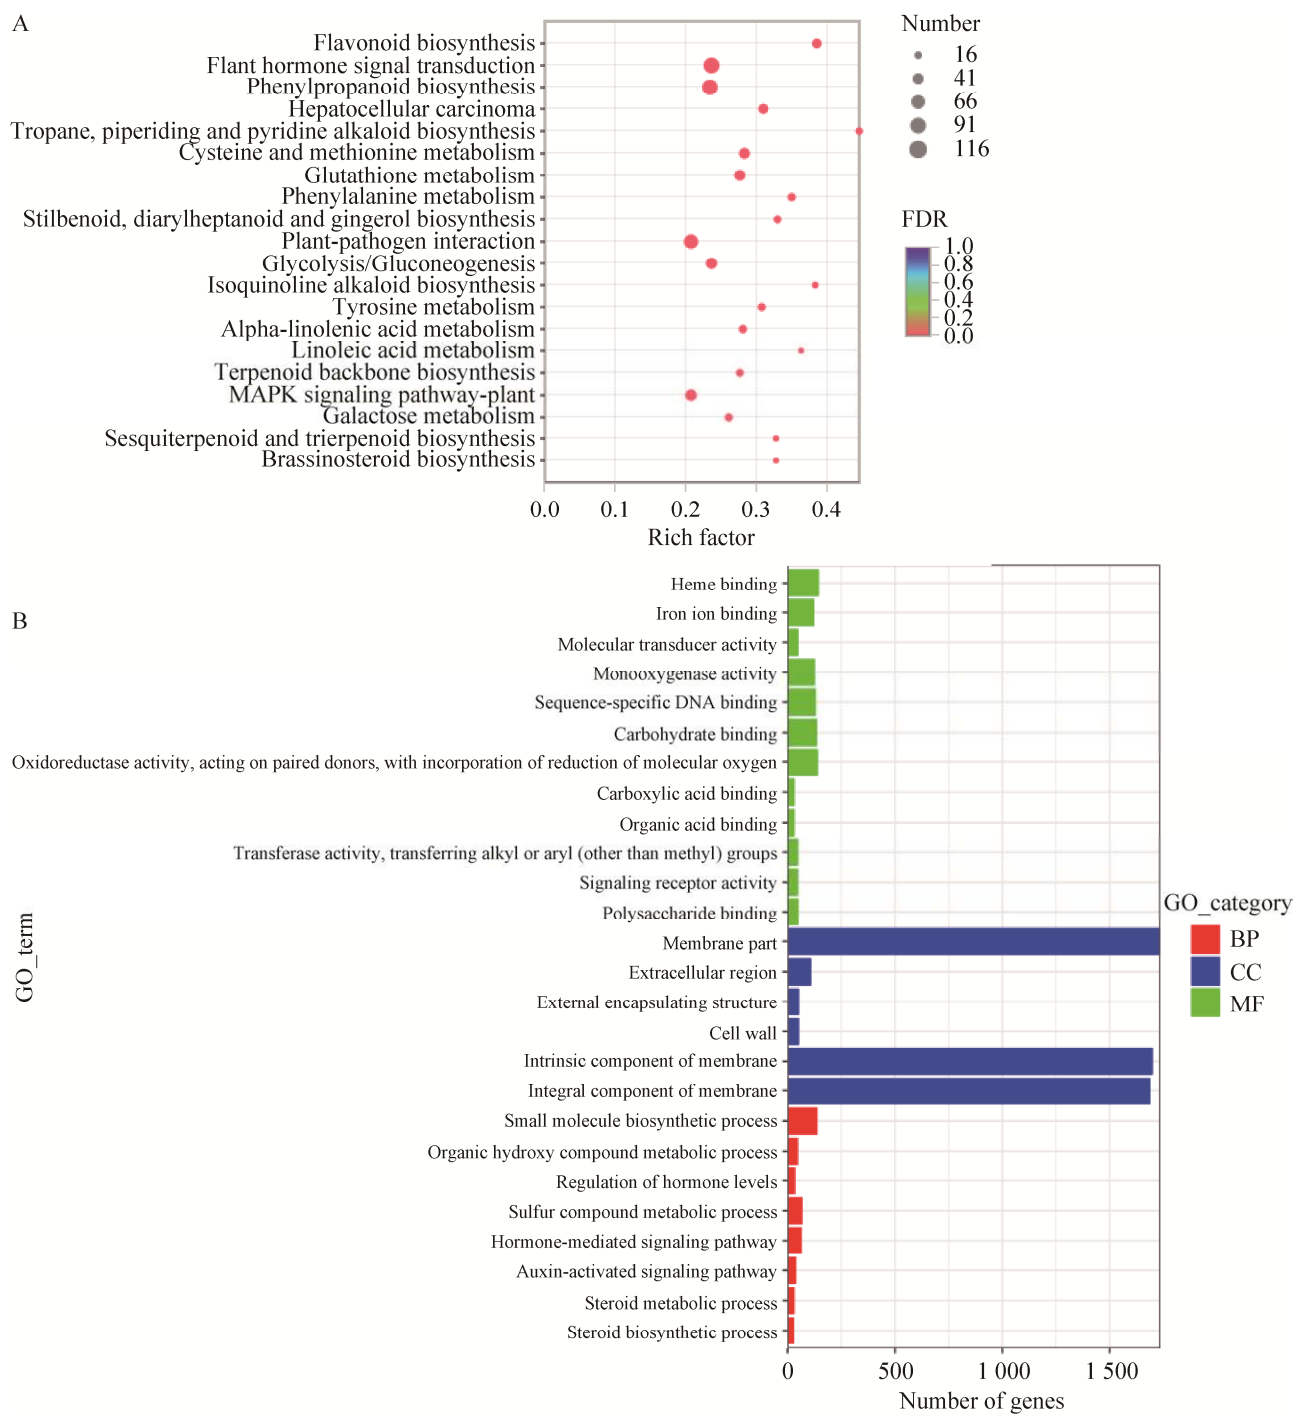 A
Flavonoid biosynthesis
Flant hormone signal transduction
Phenylpropanoid biosynthesis
Hepatocellular carcinoma
Tropane, piperiding and pyridine alkaloid biosynthesis
Cysteine and methionine metabolism
Glutathione metabolism
Phenylalanine metabolism
Stilbenoid, diarylheptanoid and gingerol biosynthesis
Plant-pathogen interaction
Glycolysis/Gluconeogenesis
Isoquinoline alkaloid biosynthesis
Tyrosine metabolism
Alpha-linolenic acid metabolism
Linoleic acid metabolism
Terpenoid backbone biosynthesis
MAPK signaling pathway-plant
Galactose metabolism
Sesquiterpenoid and trierpenoid biosynthesis
Brassinosteroid biosynthesis
0.0 0.1 0.2 0.3 0.4
Rich factor
Number
16
41
66
91
116
FDR
1.0
0.8
0.6
0.4
0.2
0.0
B
GO_term
Heme binding
Iron ion binding
Molecular transducer activity
Monooxygenase activity
Sequence-specific DNA binding
Carbohydrate binding
Oxidoreductase activity, acting on paired donors, with incorporation of reduction of molecular oxygen
Carboxylic acid binding
Organic acid binding
Transferase activity, transferring alkyl or aryl (other than methyl) groups
Signaling receptor activity
Polysaccharide binding
Membrane part
Extracellular region
External encapsulating structure
Cell wall
Intrinsic component of membrane
Integral component of membrane
Small molecule biosynthetic process
Organic hydroxy compound metabolic process
Regulation of hormone levels
Sulfur compound metabolic process
Hormone-mediated signaling pathway
Auxin-activated signaling pathway
Steroid metabolic process
Steroid biosynthetic process
0 500 1 000 1 500
Number of genes
GO_category
BP
CC
MF